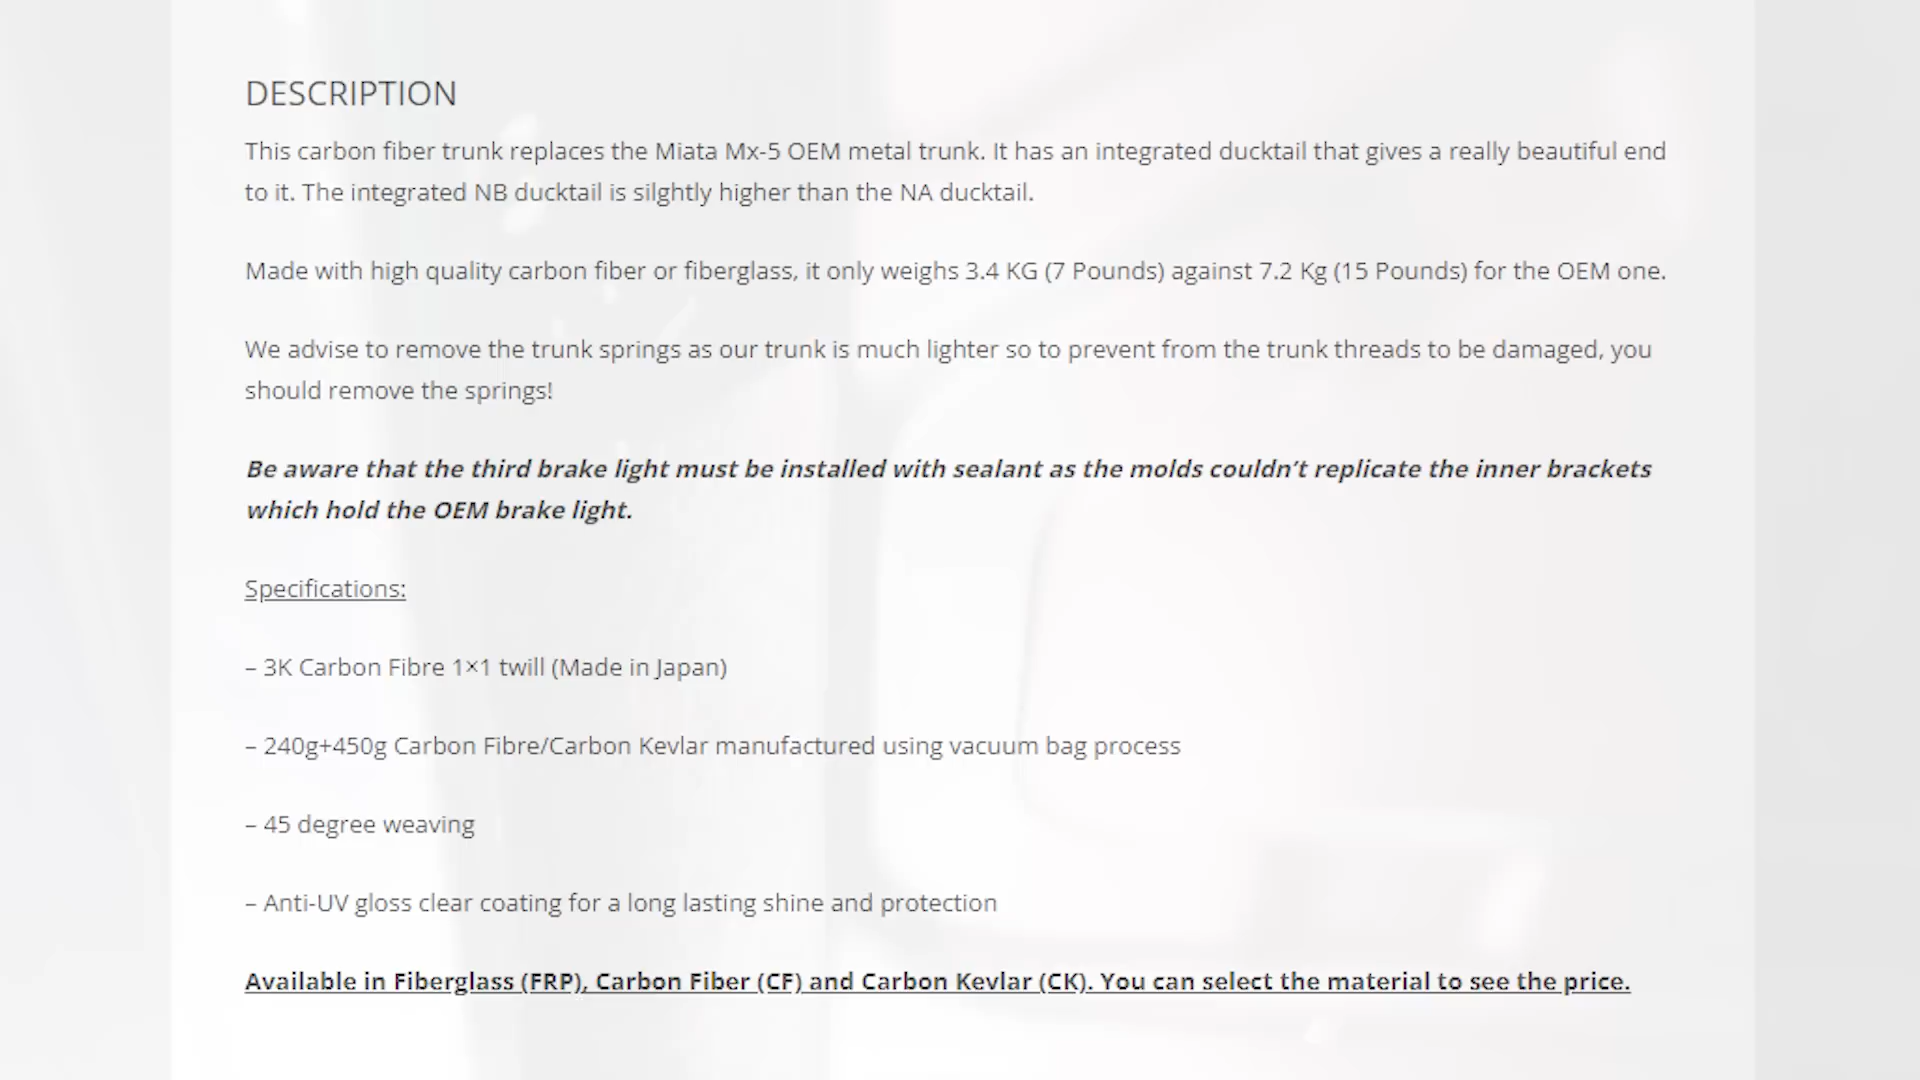 DESCRIPTION
This carbon fiber trunk replaces the Miata Mx-5 OEM metal trunk. It has an integrated ducktail that gives a really beautiful end
to it. The integrated NB ducktail is silghtly higher than the NA ducktail.
Made with high quality carbon fiber or fiberglass, it only weighs 3.4 KG (7 Pounds) against 7.2 Kg (15 Pounds) for the OEM one.
We advise to remove the trunk springs as our trunk is much lighter so to prevent from the trunk threads to be damaged, you
should remove the springs!
Be aware that the third brake light must be installed with sealant as the molds couldn’t replicate the inner brackets
which hold the OEM brake light.
Specifications:
– 3K Carbon Fibre 1×1 twill (Made in Japan)
– 240g+450g Carbon Fibre/Carbon Kevlar manufactured using vacuum bag process
– 45 degree weaving
– Anti-UV gloss clear coating for a long lasting shine and protection
Available in Fiberglass (FRP), Carbon Fiber (CF) and Carbon Kevlar (CK). You can select the material to see the price.